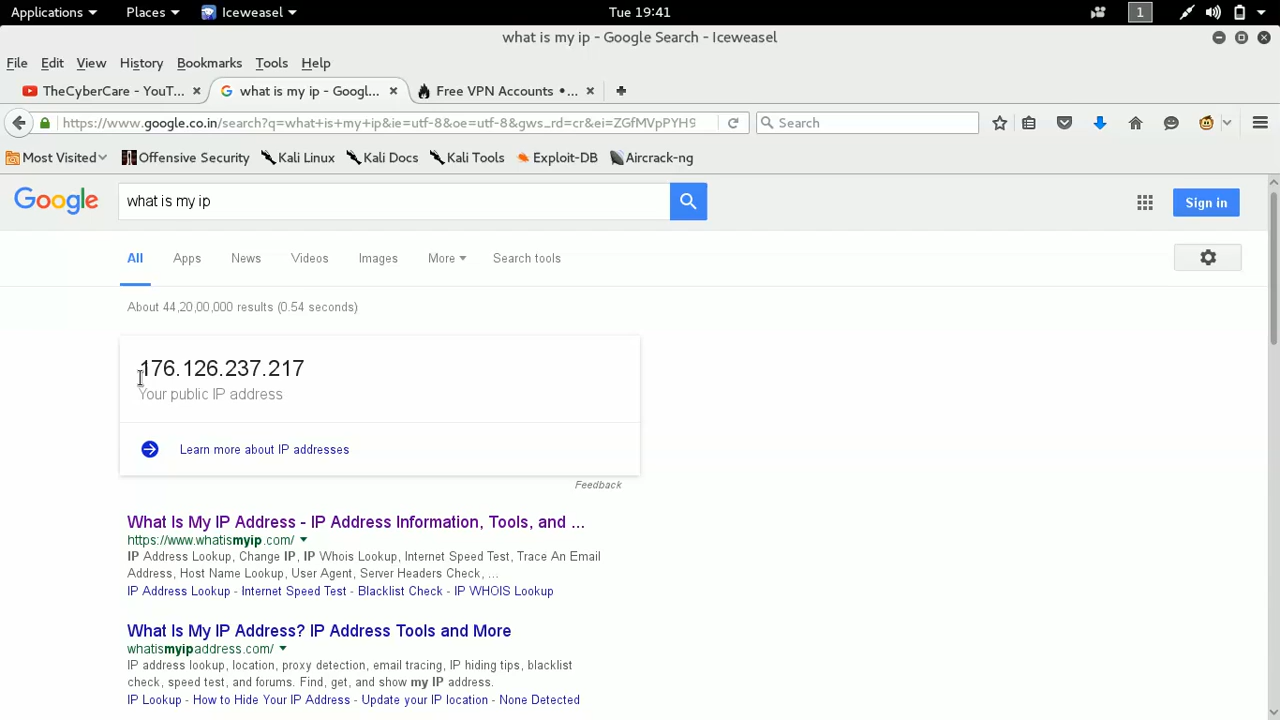 Applications Places Iceweasel Tue 19:41 1
what is my ip - Google Search - Iceweasel
File Edit View History Bookmarks Tools Help
TheCyberCare - YouT... what is my ip - Googl... Free VPN Accounts •...
https://www.google.co.in/search?q=what+is+my+ip&ie=utf-8&oe=utf-8&gws_rd=cr&ei=ZGfMVpPYH9 Search
Most Visited Offensive Security Kali Linux Kali Docs Kali Tools Exploit-DB Aircrack-ng
Google what is my ip Sign in
All Apps News Videos Images More Search tools
About 44,20,00,000 results (0.54 seconds)
176.126.237.217
Your public IP address
Learn more about IP addresses
Feedback
What Is My IP Address - IP Address Information, Tools, and ...
https://www.whatismyip.com/
IP Address Lookup, Change IP, IP Whois Lookup, Internet Speed Test, Trace An Email
Address, Host Name Lookup, User Agent, Server Headers Check, ...
IP Address Lookup - Internet Speed Test - Blacklist Check - IP WHOIS Lookup
What Is My IP Address? IP Address Tools and More
whatismyipaddress.com/
IP address lookup, location, proxy detection, email tracing, IP hiding tips, blacklist
check, speed test, and forums. Find, get, and show my IP address.
IP Lookup - How to Hide Your IP Address - Update your IP location - None Detected